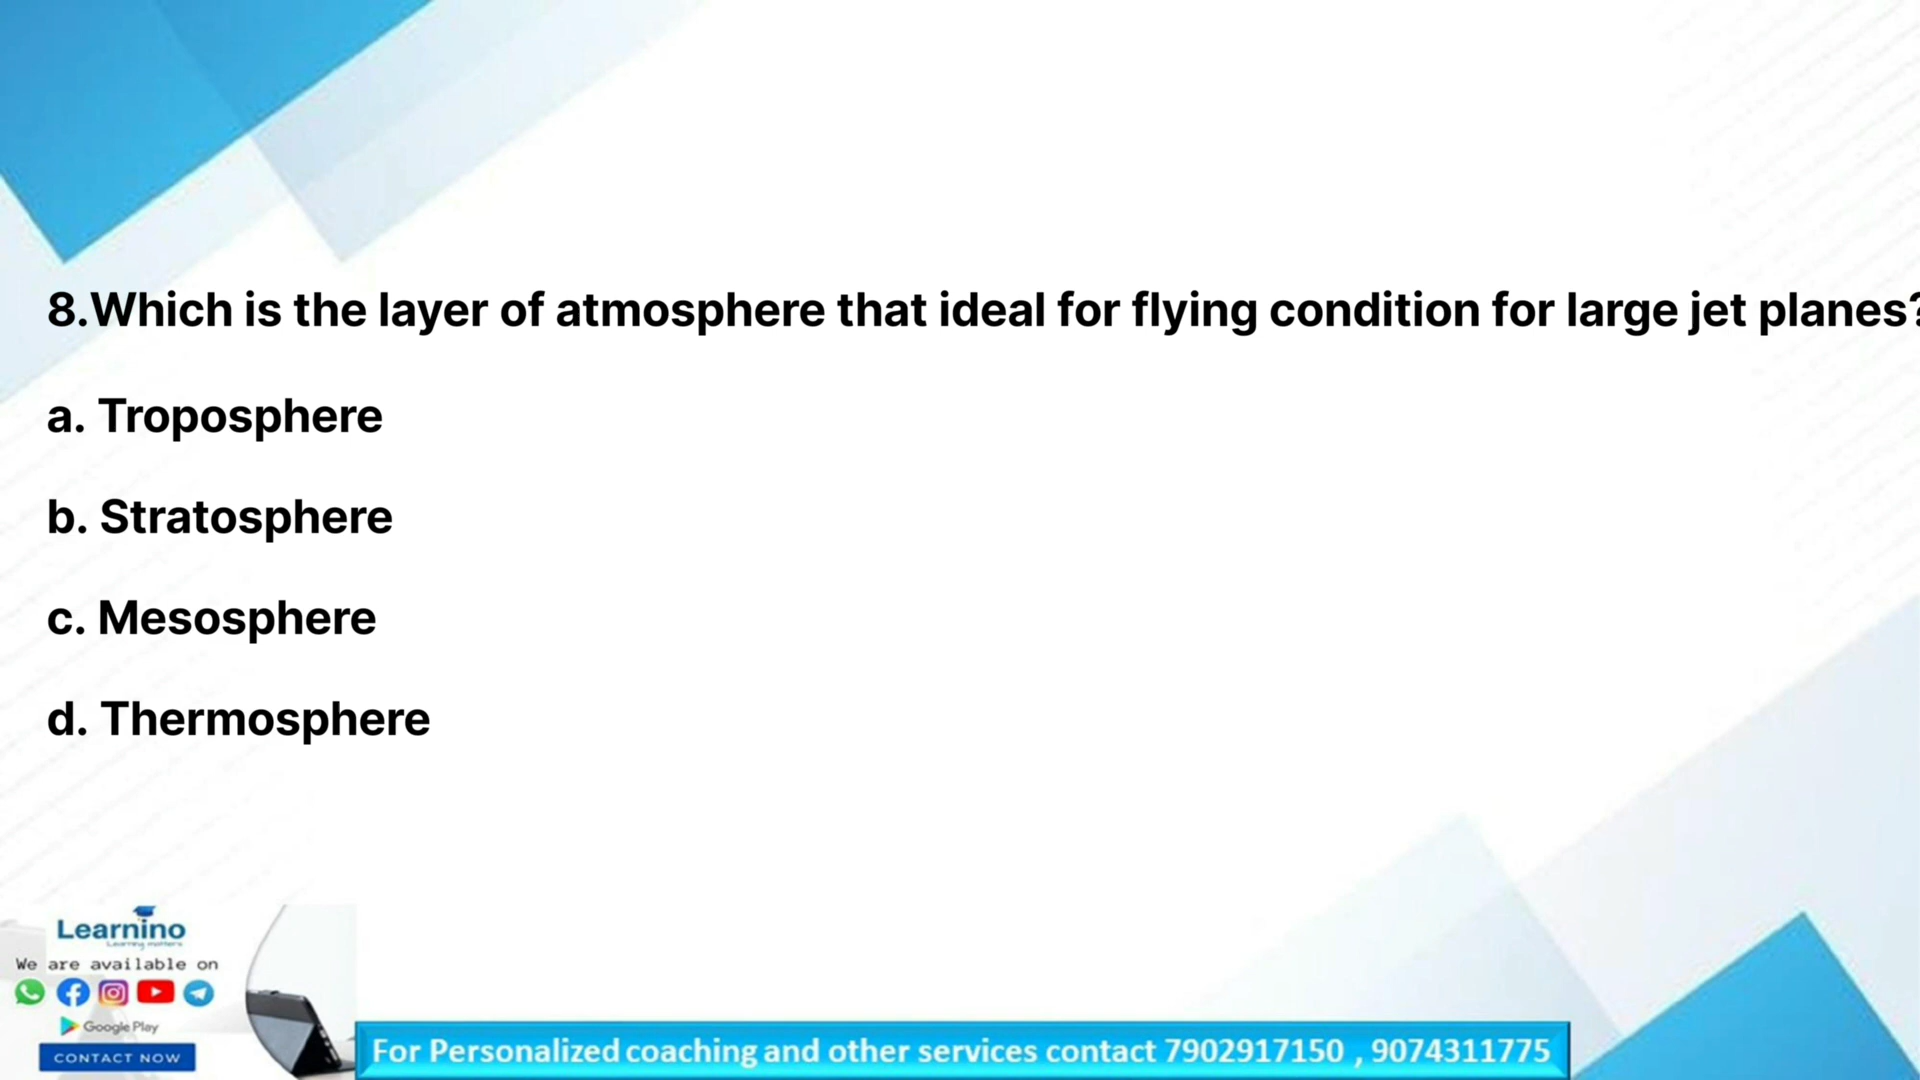 8.Which is the layer of atmosphere that ideal for flying condition for large jet planes?
a. Troposphere
b. Stratosphere
c. Mesosphere
d. Thermosphere
Learnino
Learning matters
We are available on
Google Play
CONTACT NOW
For Personalized coaching and other services contact 7902917150 , 9074311775